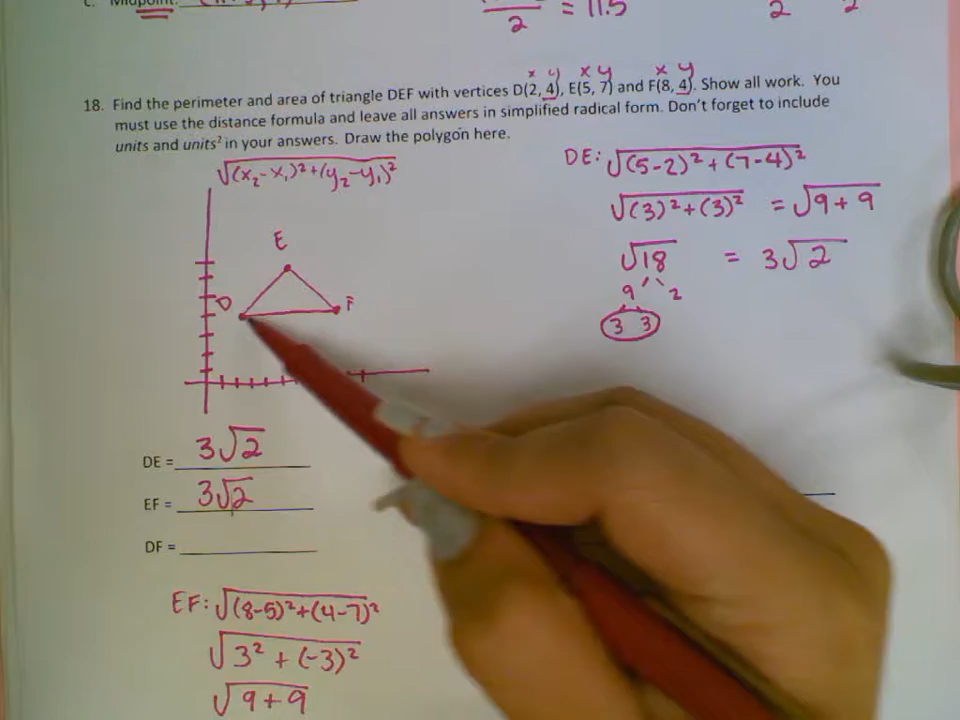 c. Midpoint:
2 = 11.5
2 2
x y x y x y
18. Find the perimeter and area of triangle DEF with vertices D(2, 4), E(5, 7) and F(8, 4). Show all work. You
must use the distance formula and leave all answers in simplified radical form. Don't forget to include
units and units² in your answers. Draw the polygon here.
√(x₂-x₁)²+(y₂-y₁)²
DE: √(5-2)²+(7-4)²
√(3)²+(3)² = √9+9
√18 = 3√2
9 2
3 3
E
D F
DE = 3√2
EF = 3√2
DF =
EF: √(8-5)²+(4-7)²
√3²+(-3)²
√9+9